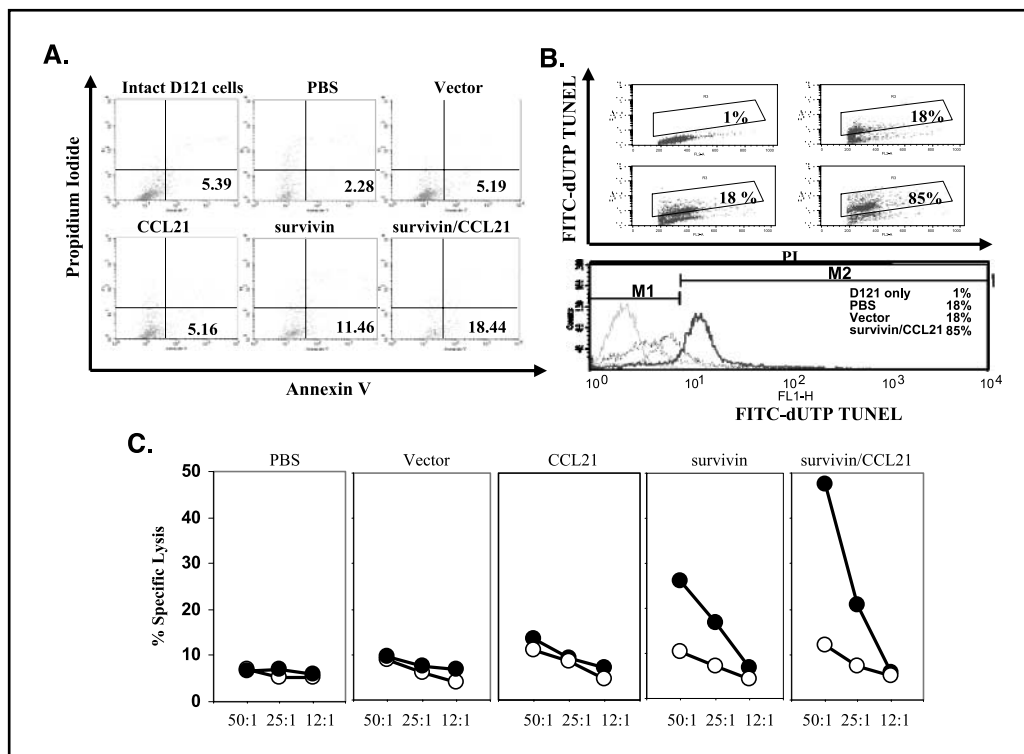 A.
Intact D121 cells PBS Vector
5.39 2.28 5.19
CCL21 survivin survivin/CCL21
5.16 11.46 18.44
Propidium Iodide
Annexin V
B.
1% 18%
18 % 85%
FITC-dUTP TUNEL
PI
M1 M2
D121 only 1%
PBS 18%
Vector 18%
survivin/CCL21 85%
10^0 10^1 10^2 10^3 10^4
FL1-H
FITC-dUTP TUNEL
C.
PBS Vector CCL21 survivin survivin/CCL21
% Specific Lysis
50
40
30
20
10
0
50:1 25:1 12:1 50:1 25:1 12:1 50:1 25:1 12:1 50:1 25:1 12:1 50:1 25:1 12:1